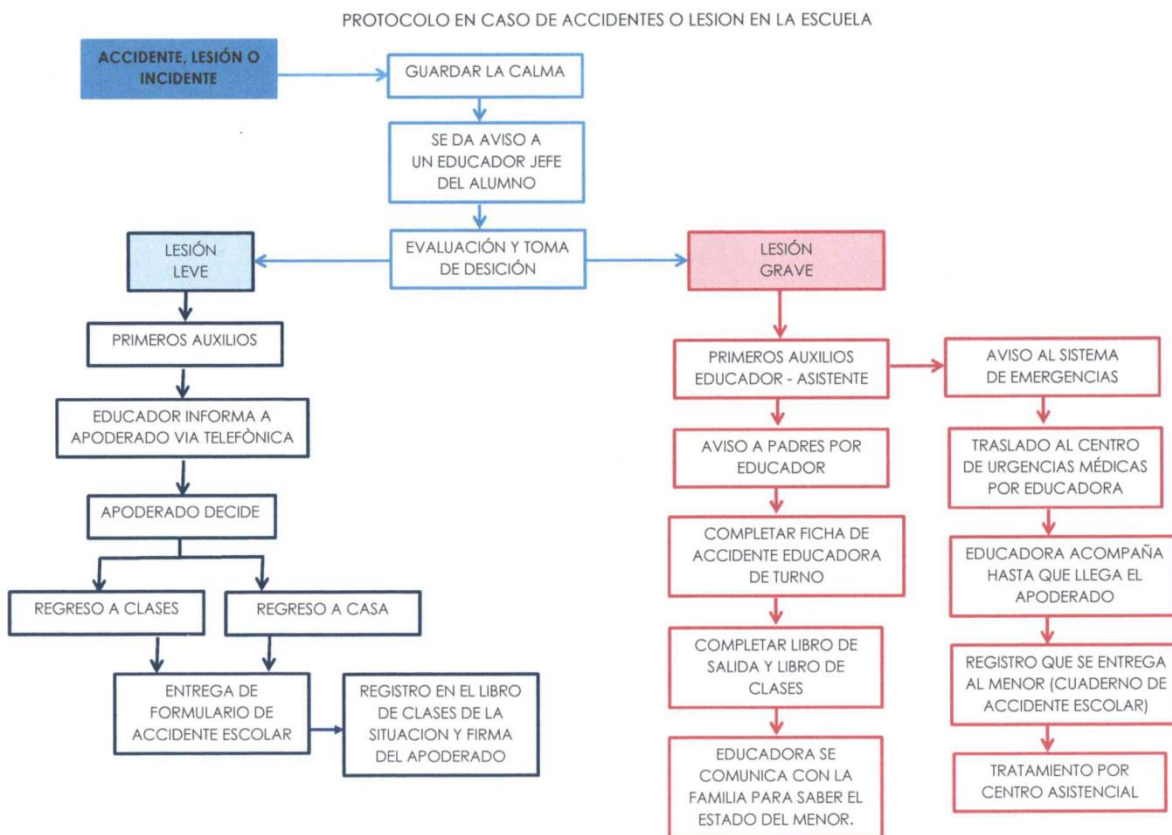 PROTOCOLO EN CASO DE ACCIDENTES O LESION EN LA ESCUELA
ACCIDENTE, LESIÓN O
INCIDENTE
GUARDAR LA CALMA
SE DA AVISO A
UN EDUCADOR JEFE
DEL ALUMNO
EVALUACIÓN Y TOMA
DE DESICIÓN
LESIÓN
LEVE
PRIMEROS AUXILIOS
EDUCADOR INFORMA A
APODERADO VIA TELEFÒNICA
APODERADO DECIDE
REGRESO A CLASES
REGRESO A CASA
ENTREGA DE
FORMULARIO DE
ACCIDENTE ESCOLAR
REGISTRO EN EL LIBRO
DE CLASES DE LA
SITUACION Y FIRMA
DEL APODERADO
LESIÓN
GRAVE
PRIMEROS AUXILIOS
EDUCADOR - ASISTENTE
AVISO A PADRES POR
EDUCADOR
COMPLETAR FICHA DE
ACCIDENTE EDUCADORA
DE TURNO
COMPLETAR LIBRO DE
SALIDA Y LIBRO DE
CLASES
EDUCADORA SE
COMUNICA CON LA
FAMILIA PARA SABER EL
ESTADO DEL MENOR.
AVISO AL SISTEMA
DE EMERGENCIAS
TRASLADO AL CENTRO
DE URGENCIAS MÉDICAS
POR EDUCADORA
EDUCADORA ACOMPAÑA
HASTA QUE LLEGA EL
APODERADO
REGISTRO QUE SE ENTREGA
AL MENOR (CUADERNO DE
ACCIDENTE ESCOLAR)
TRATAMIENTO POR
CENTRO ASISTENCIAL